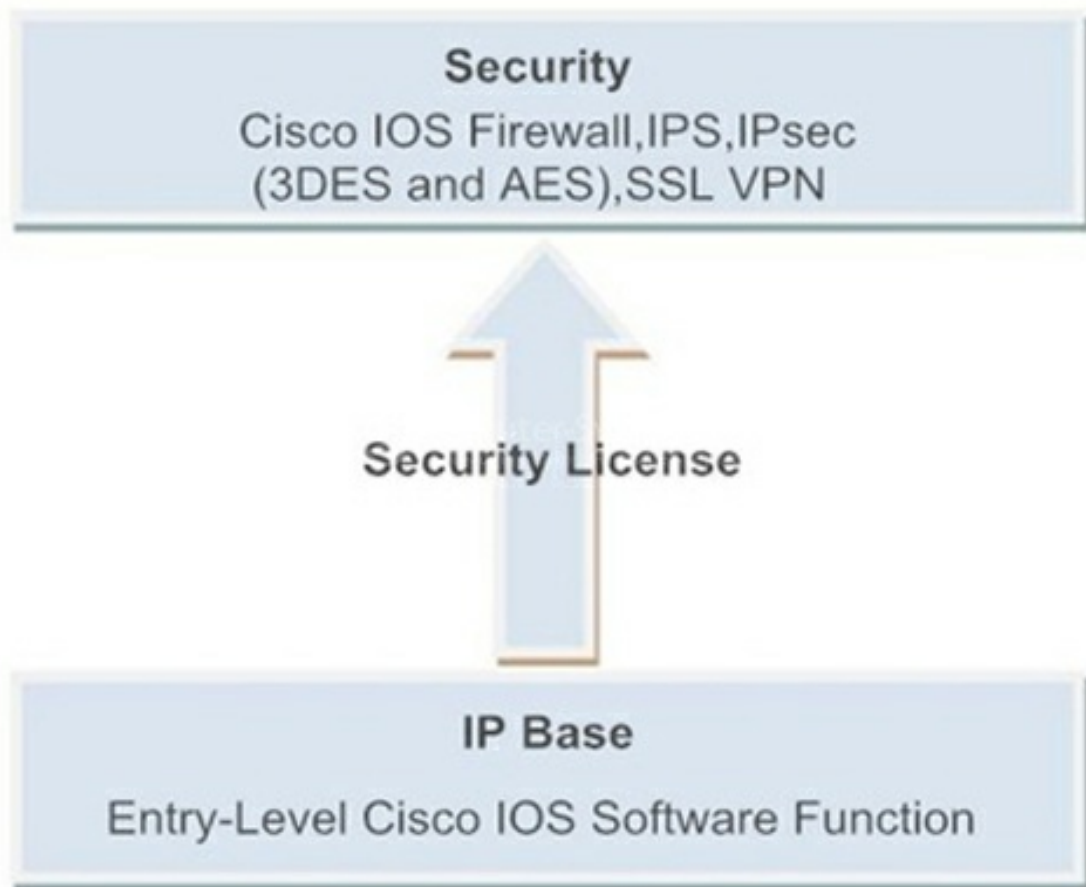 Security
Cisco IOS Firewall,IPS,IPsec
(3DES and AES),SSL VPN
Security License
IP Base
Entry-Level Cisco IOS Software Function